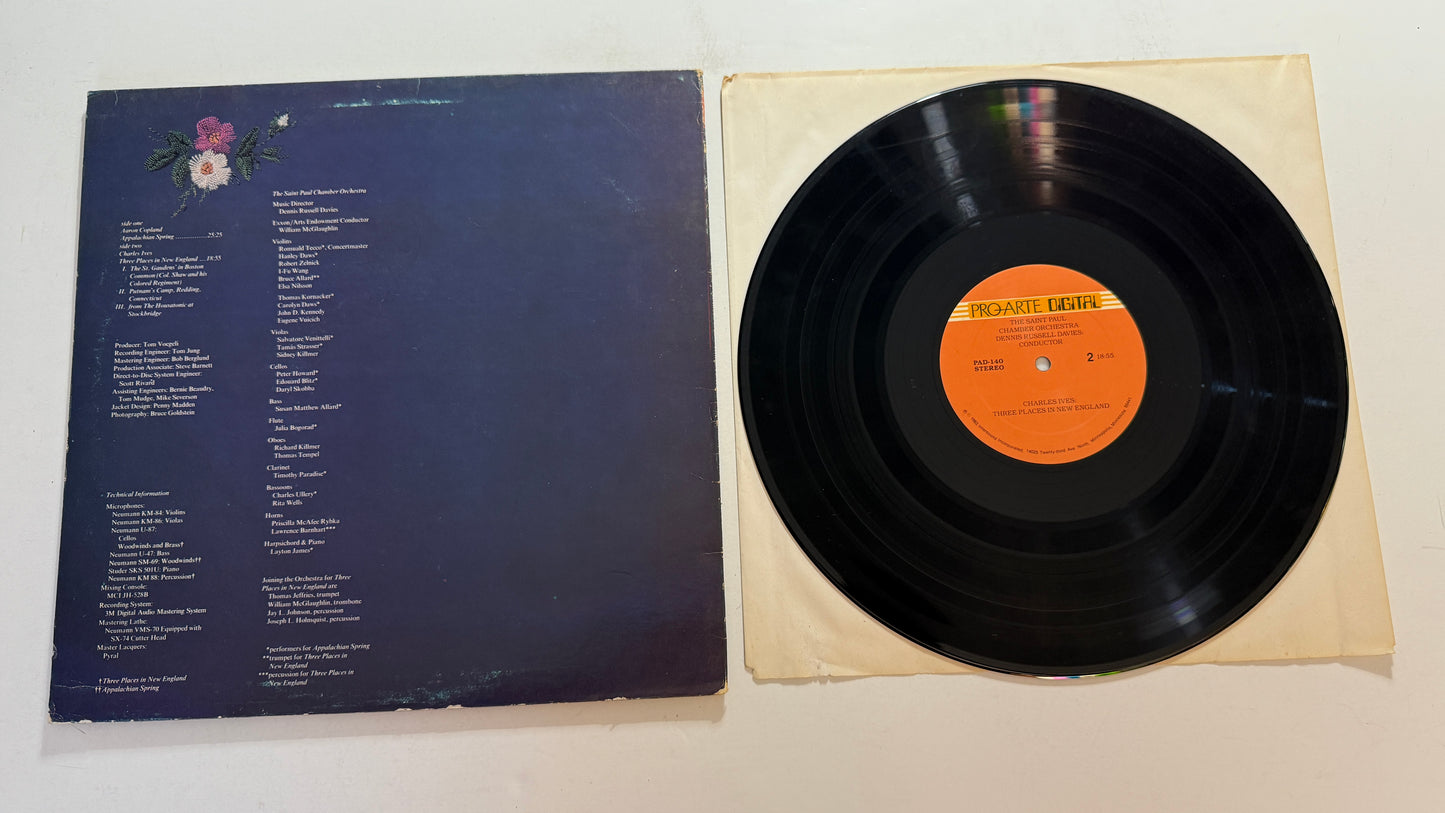 side one
Aaron Copland
Appalachian Spring ..................25:25
side two
Charles Ives
Three Places in New England ...18:55
I. The St. Gaudens' in Boston
Common (Col. Shaw and his
Colored Regiment)
II. Putnam's Camp, Redding,
Connecticut
III. from The Housatonic at
Stockbridge
Producer: Tom Voegeli
Recording Engineer: Tom Jung
Mastering Engineer: Bob Berglund
Production Associate: Steve Barnett
Direct-to-Disc System Engineer:
Scott Rivard
Assisting Engineers: Bernie Beaudry,
Tom Mudge, Mike Severson
Jacket Design: Penny Madden
Photography: Bruce Goldstein
Technical Information
Microphones:
Neumann KM-84: Violins
Neumann KM-86: Violas
Neumann U-87:
Cellos
Woodwinds and Brass†
Neumann U-47: Bass
Neumann SM-69: Woodwinds††
Studer SKN 501U: Piano
Neumann KM 88: Percussion†
Mixing Console:
MCI JH-528B
Recording System:
3M Digital Audio Mastering System
Mastering Lathe:
Neumann VMS-70 Equipped with
SX-74 Cutter Head
Master Lacquers:
Pyral
†Three Places in New England
††Appalachian Spring
The Saint Paul Chamber Orchestra
Music Director
Dennis Russell Davies
Exxon/Arts Endowment Conductor
William McGlaughlin
Violins
Romuald Tecco*, Concertmaster
Hanley Daws*
Robert Zelnick
I-Fu Wang
Bruce Allard**
Elsa Nilsson
Thomas Kornacker*
Carolyn Daws*
John D. Kennedy
Eugene Vuicich
Violas
Salvatore Venittelli*
Tamás Strasser*
Sidney Killmer
Cellos
Peter Howard*
Edouard Blitz*
Daryl Skobba
Bass
Susan Matthew Allard*
Flute
Julia Bogorad*
Oboes
Richard Killmer
Thomas Tempel
Clarinet
Timothy Paradise*
Bassoons
Charles Ullery*
Rita Wells
Horns
Priscilla McAfee Rybka
Lawrence Barnhart***
Harpsichord & Piano
Layton James*
Joining the Orchestra for Three
Places in New England are
Thomas Jeffries, trumpet
William McGlaughlin, trombone
Jay L. Johnson, percussion
Joseph L. Holmquist, percussion
*performers for Appalachian Spring
**trumpet for Three Places in
New England
***percussion for Three Places in
New England
PRO-ARTE DIGITAL
THE SAINT PAUL
CHAMBER ORCHESTRA
DENNIS RUSSELL DAVIES:
CONDUCTOR
PAD-140
STEREO
2 18:55
CHARLES IVES:
THREE PLACES IN NEW ENGLAND
℗ © 1983 Intersound Incorporated, 14025 Twenty-third Ave. North, Minneapolis, Minnesota 55441